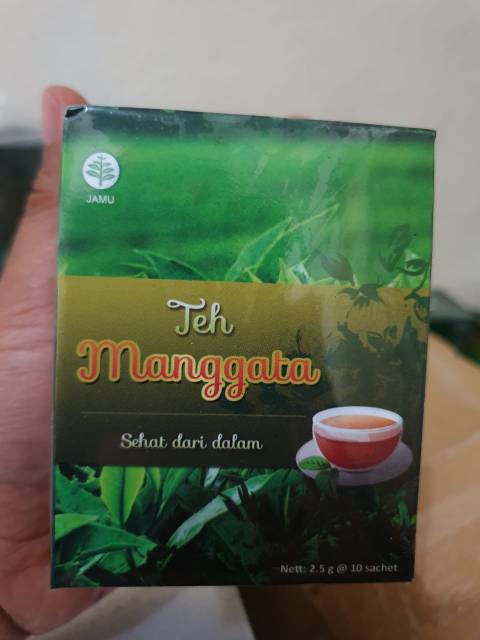 JAMU
Teh
Manggata
Sehat dari dalam
Nett: 2.5 g @ 10 sachet